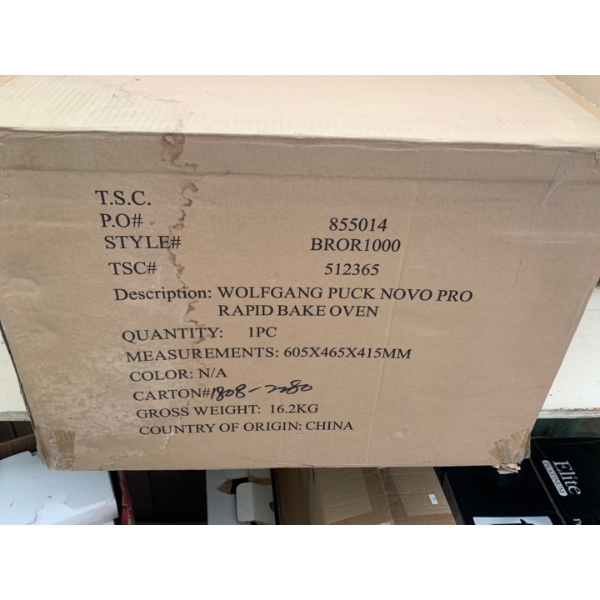 T.S.C.
P.O# 855014
STYLE# BROR1000
TSC# 512365
Description: WOLFGANG PUCK NOVO PRO
RAPID BAKE OVEN
QUANTITY: 1PC
MEASUREMENTS: 605X465X415MM
COLOR: N/A
CARTON# 1808-2280
GROSS WEIGHT: 16.2KG
COUNTRY OF ORIGIN: CHINA
Elite
PLATINUM